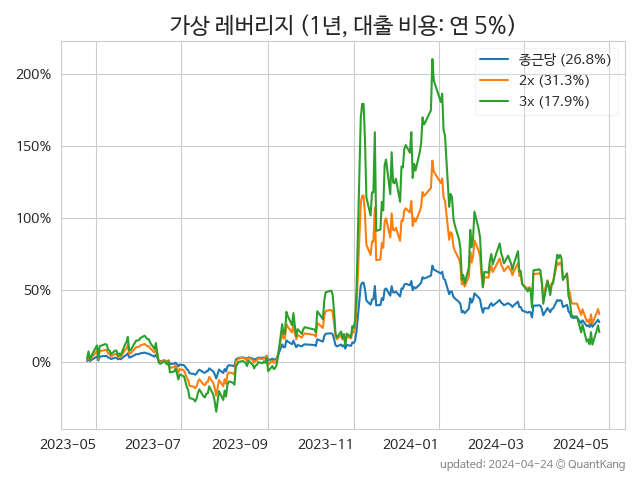 가상 레버리지 (1년, 대출 비용: 연 5%)
종근당 (26.8%)
2x (31.3%)
3x (17.9%)
200%
150%
100%
50%
0%
2023-05 2023-07 2023-09 2023-11 2024-01 2024-03 2024-05
updated: 2024-04-24 © QuantKang